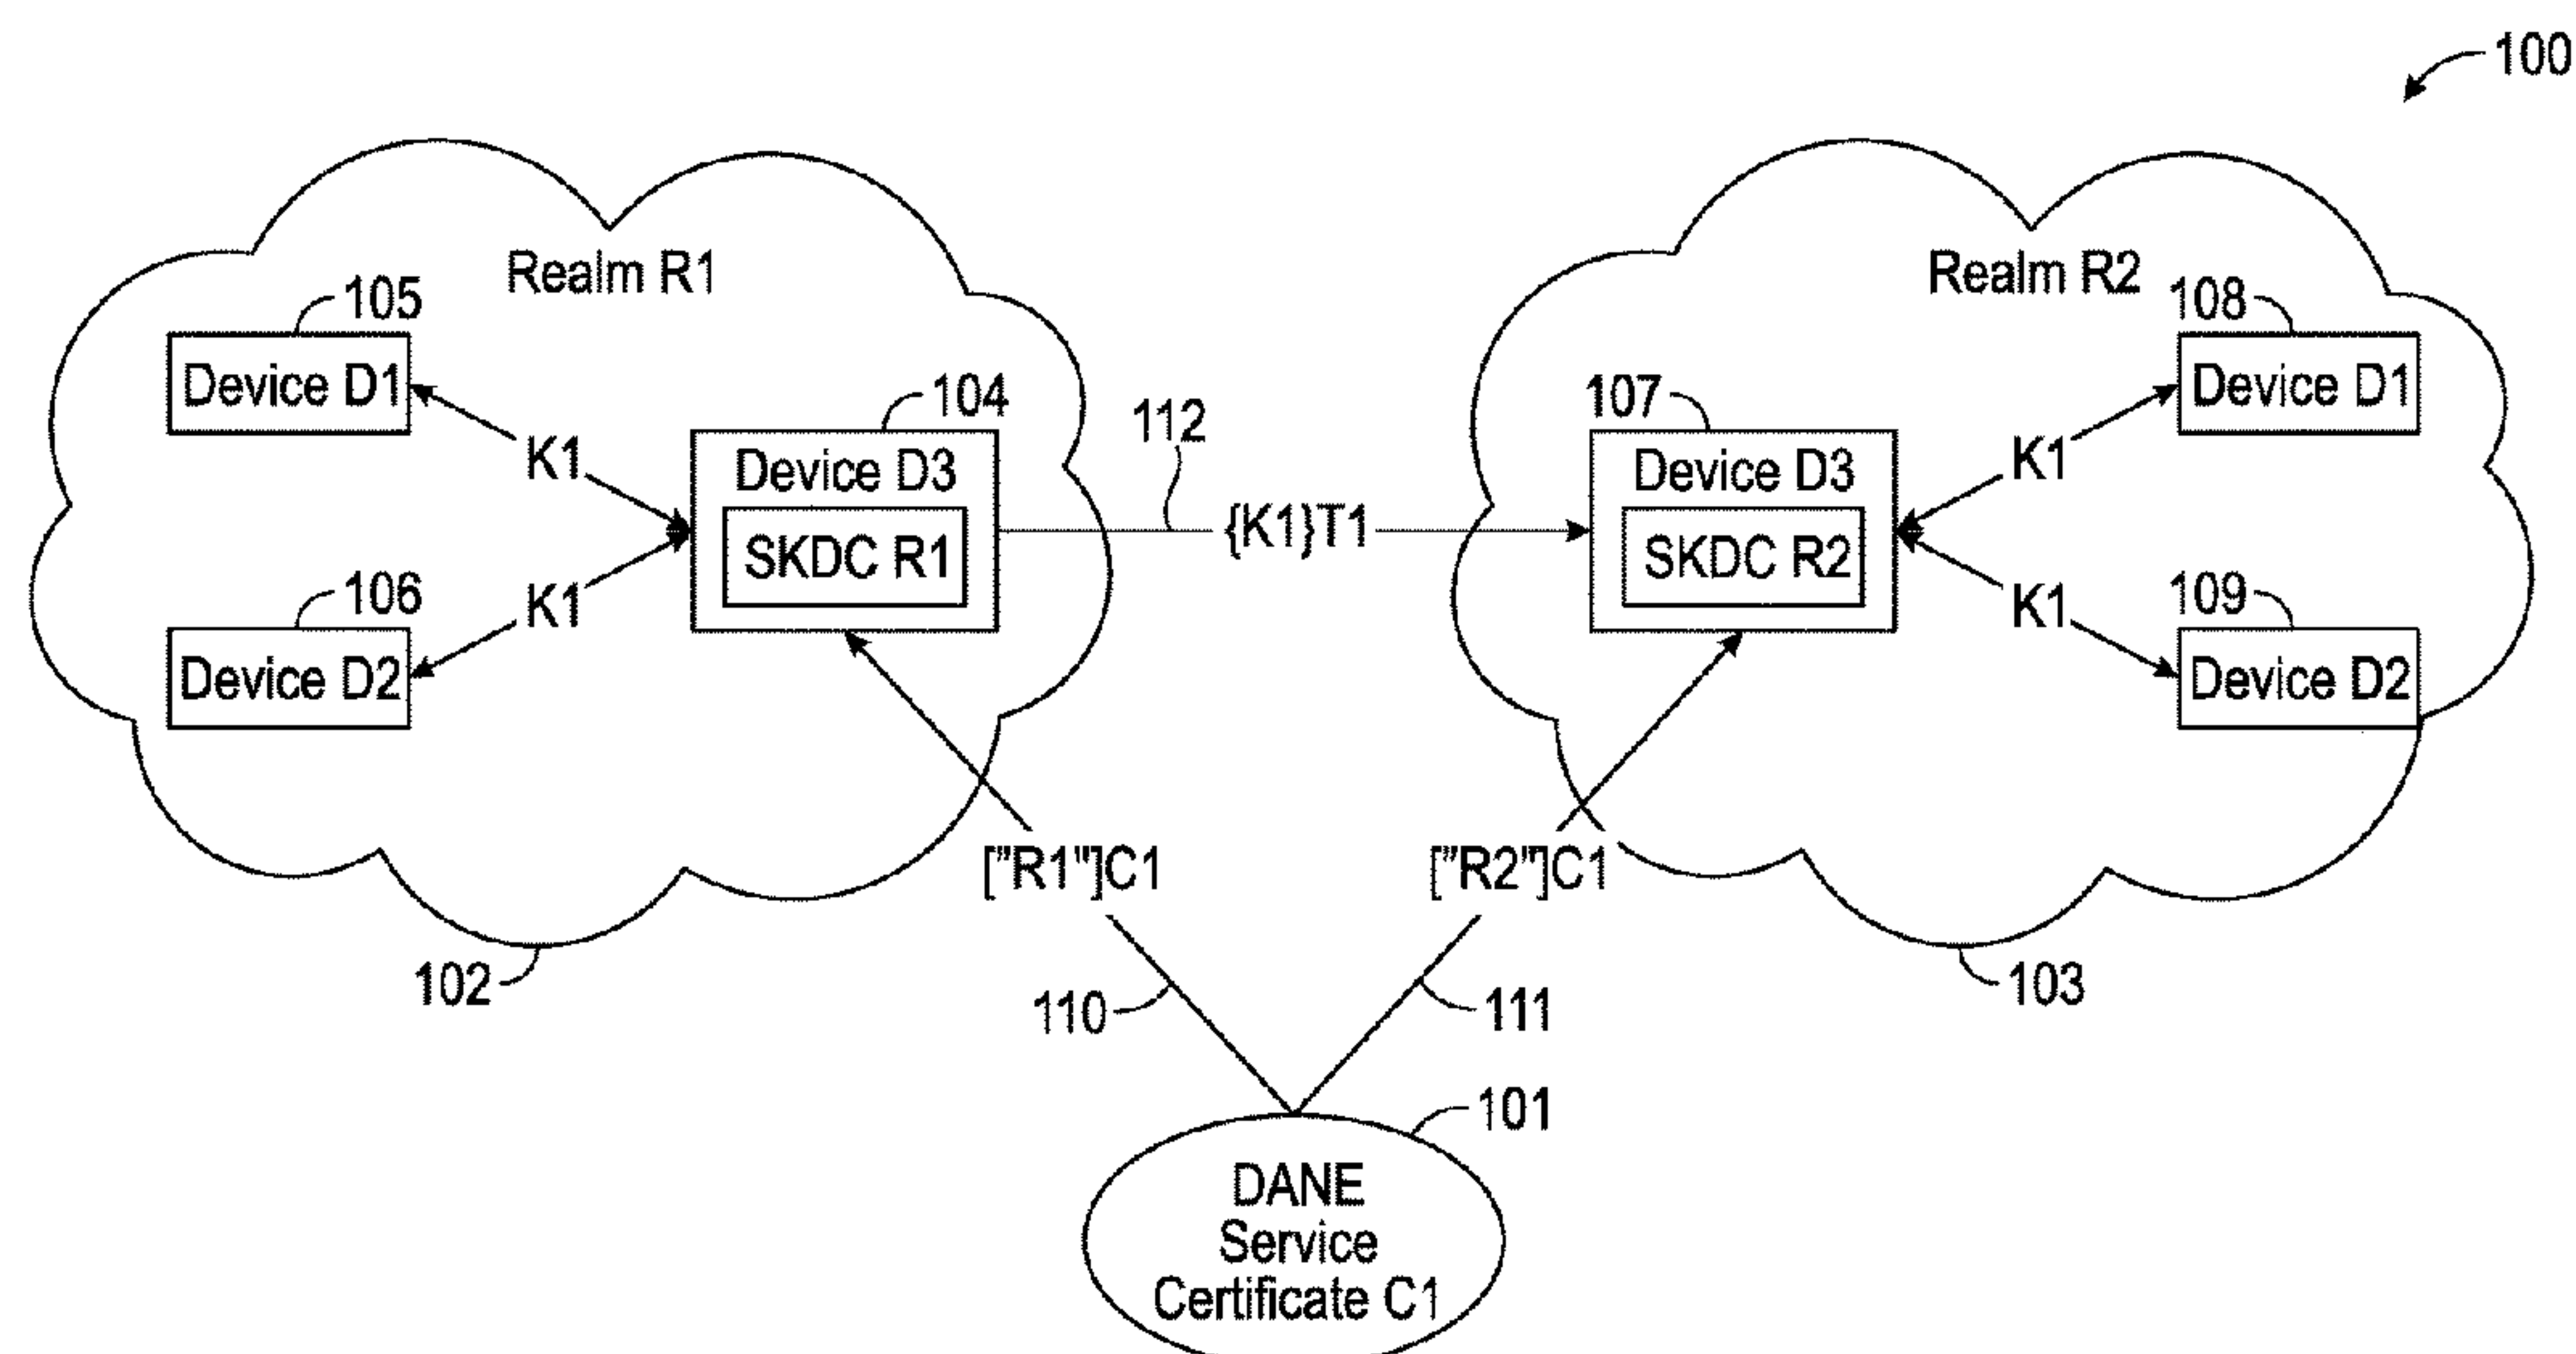 100
Realm R1
Realm R2
105
108
Device D1
Device D1
104
107
112
K1
Device D3
Device D3
K1
{K1}T1
SKDC R1
SKDC R2
106
109
K1
K1
Device D2
Device D2
["R1"]C1
["R2"]C1
102
103
110
111
101
DANE
Service
Certificate C1